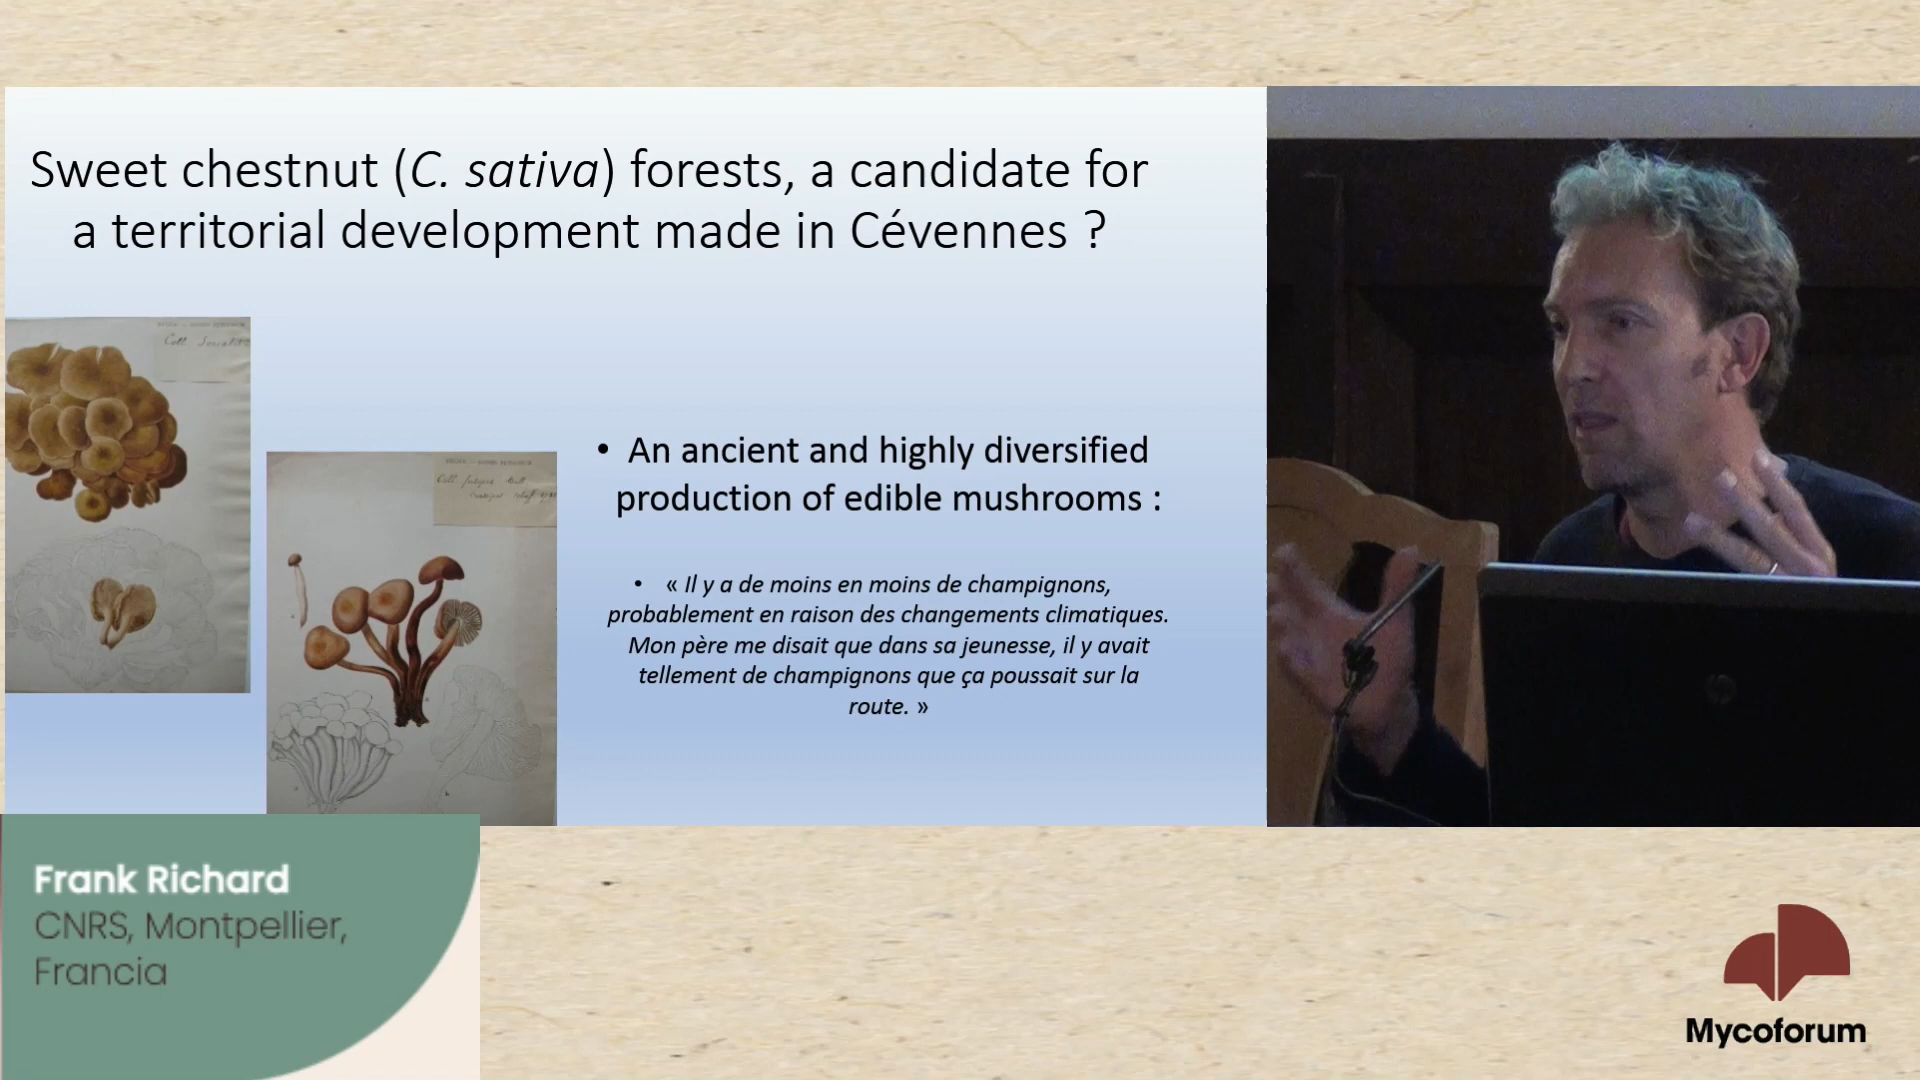 Sweet chestnut (C. sativa) forests, a candidate for
a territorial development made in Cévennes ?
• An ancient and highly diversified
production of edible mushrooms :
• « Il y a de moins en moins de champignons,
probablement en raison des changements climatiques.
Mon père me disait que dans sa jeunesse, il y avait
tellement de champignons que ça poussait sur la
route. »
Coll.
Coll.
Frank Richard
CNRS, Montpellier,
Francia
Mycoforum